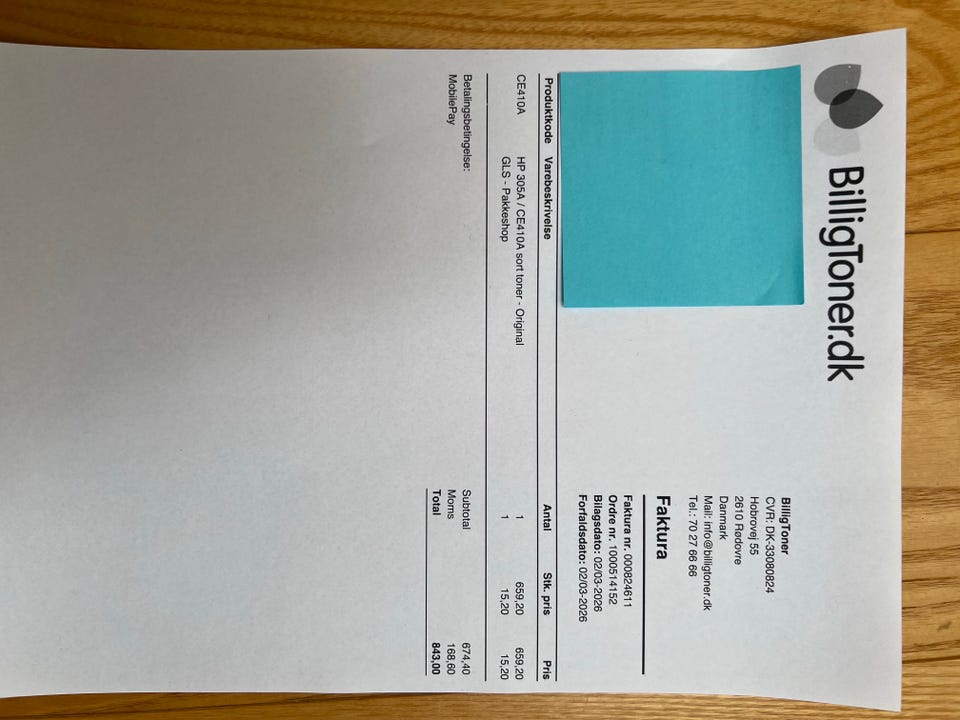 BilligToner.dk
BilligToner
CVR: DK-33080824
Hobrovej 55
2610 Rødovre
Danmark
Mail: info@billigtoner.dk
Tel.: 70 27 66 66
Faktura
Faktura nr. 000824611
Ordre nr. 1000514152
Bilagsdato: 02/03-2026
Forfaldsdato: 02/03-2026
Produktkode Varebeskrivelse Antal Stk. pris Pris
CE410A HP 305A / CE410A sort toner - Original 1 659,20 659,20
GLS - Pakkeshop 1 15,20 15,20
Betalingsbetingelse: Subtotal 674,40
MobilePay Moms 168,60
Total 843,00